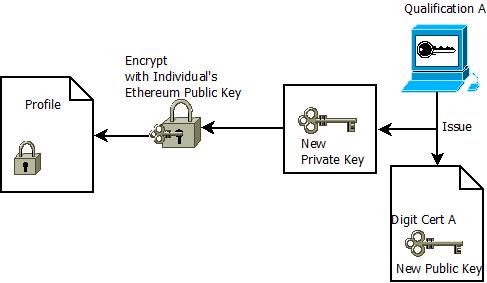 Qualification A
Encrypt
with Individual's
Ethereum Public Key
Profile
Issue
New
Private Key
Digit Cert A
New Public Key